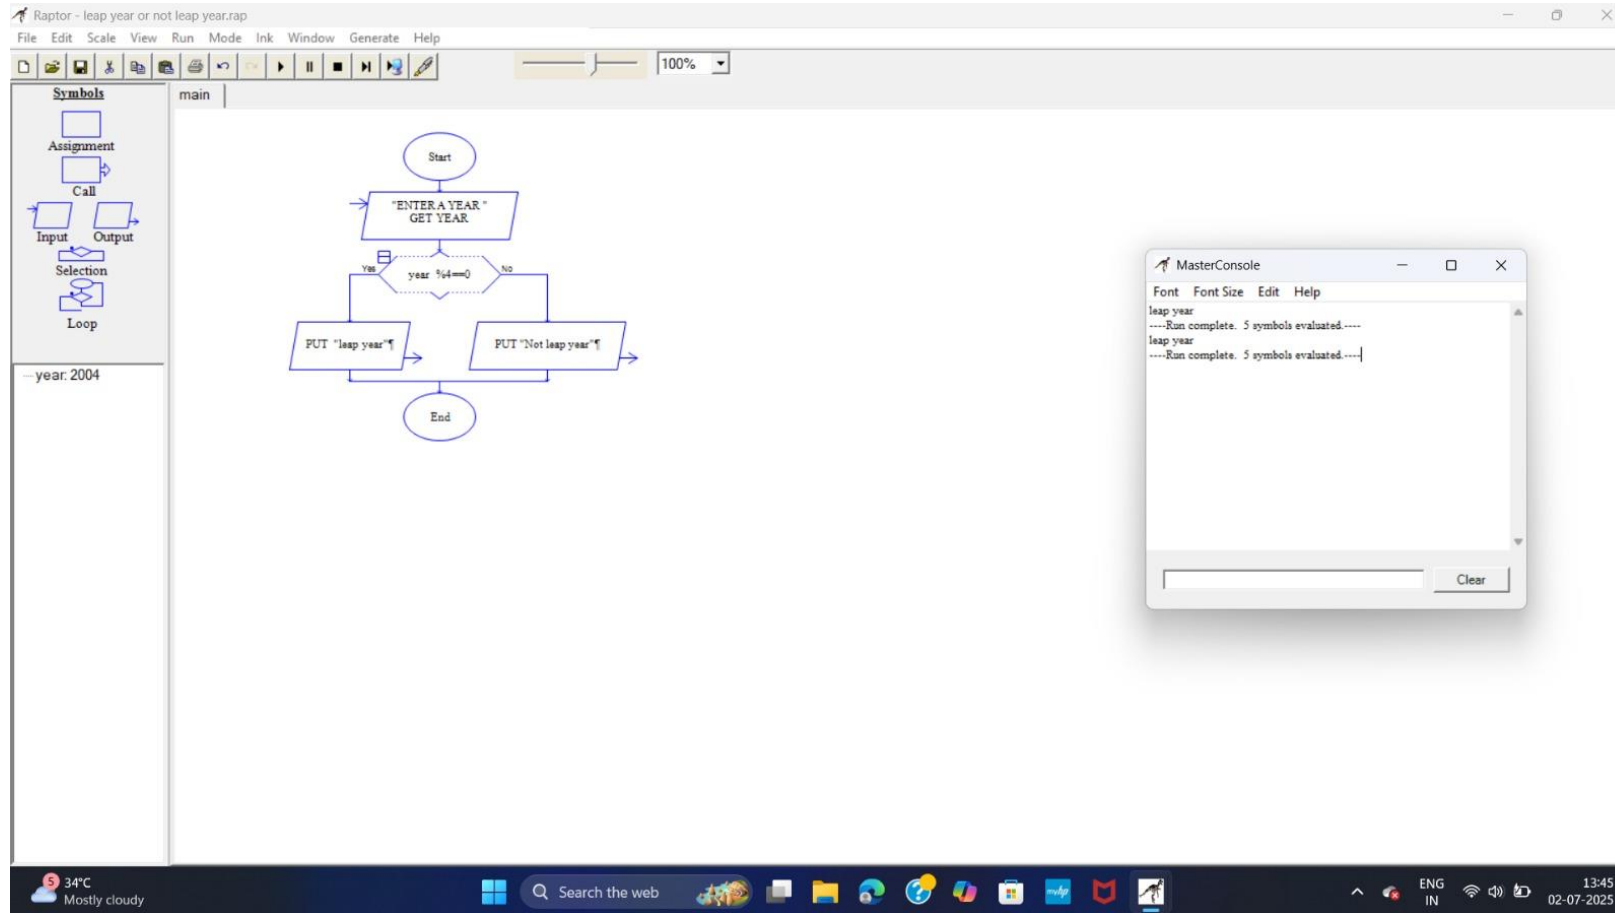 Raptor - leap year or not leap year.rap
File Edit Scale View Run Mode Ink Window Generate Help
100%
Symbols
Assignment
Call
Input Output
Selection
Loop
year: 2004
main
Start
"ENTER A YEAR "
GET YEAR
Yes
year %4==0
No
PUT "leap year"¶
PUT "Not leap year"¶
End
MasterConsole
Font Font Size Edit Help
leap year
----Run complete. 5 symbols evaluated.----
leap year
----Run complete. 5 symbols evaluated.----
Clear
5
34°C
Mostly cloudy
Search the web
ENG
IN
13:45
02-07-2025